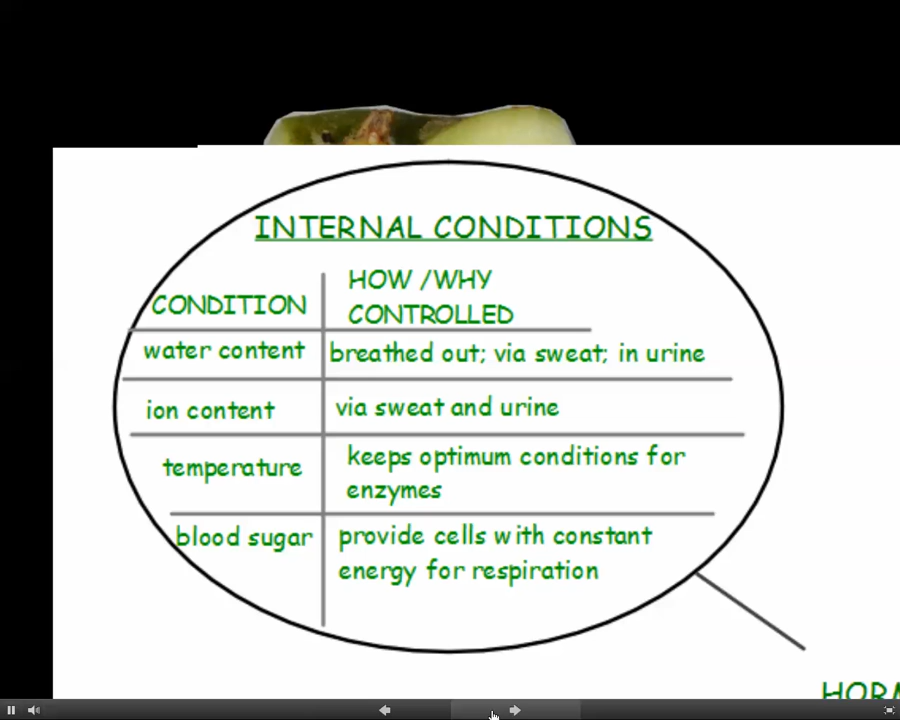 INTERNAL CONDITIONS
CONDITION
HOW /WHY
CONTROLLED
water content
breathed out; via sweat; in urine
ion content
via sweat and urine
temperature
keeps optimum conditions for
enzymes
blood sugar
provide cells with constant
energy for respiration